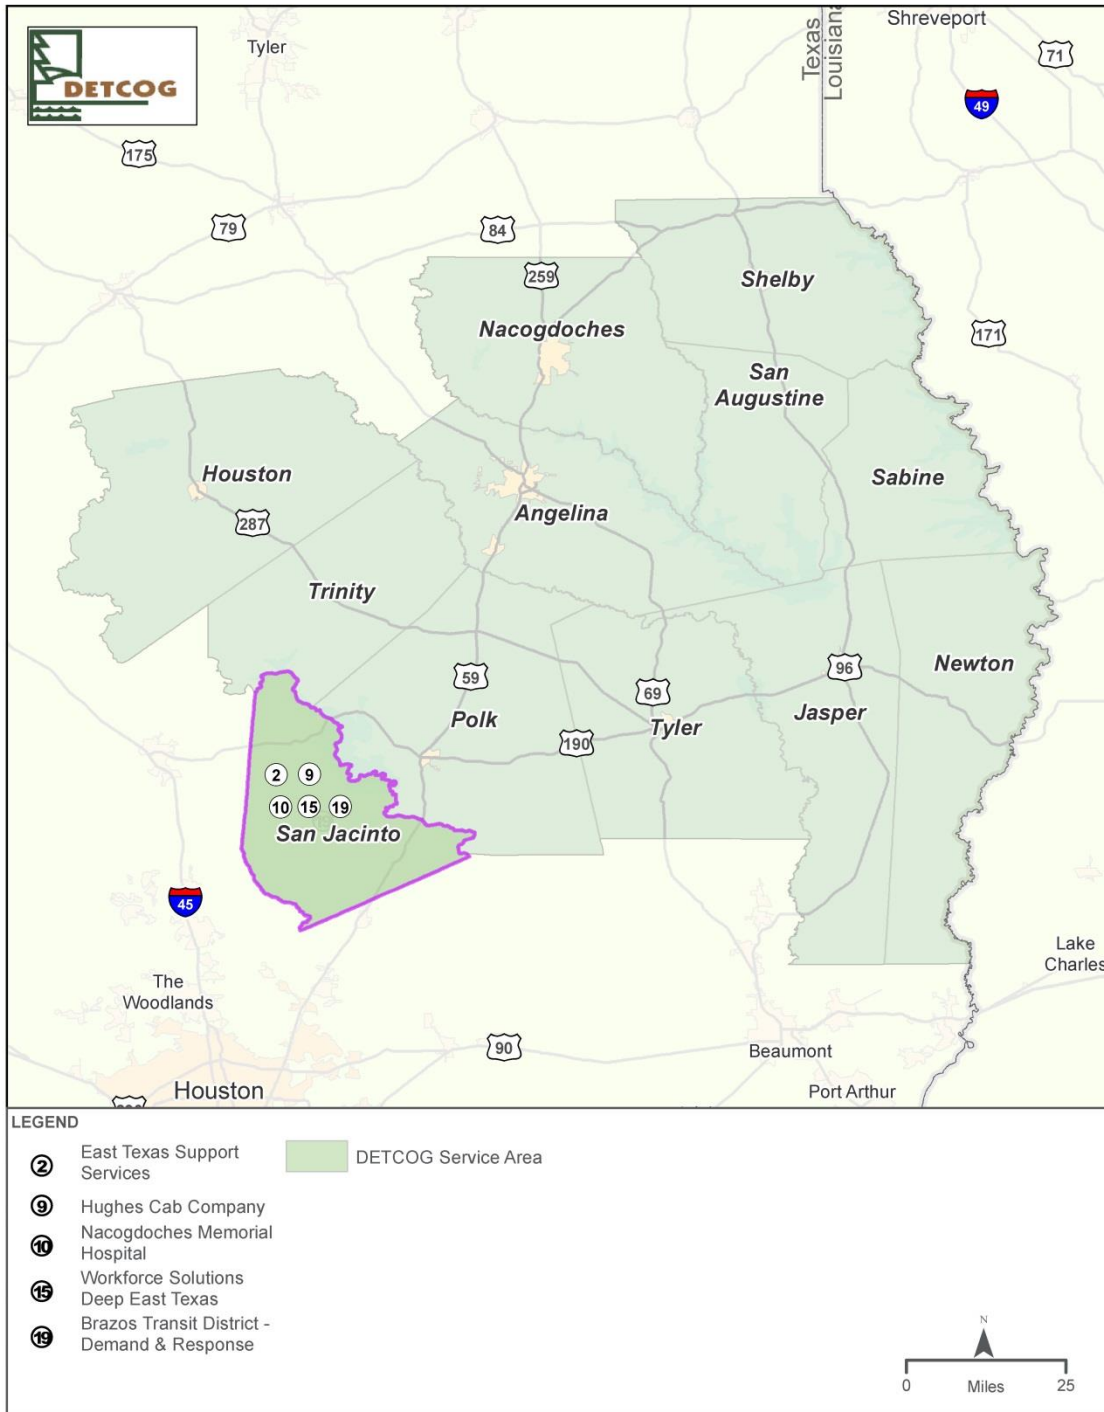 Shreveport
Tyler
Texas
Louisiana
71
DETCOG
49
175
79
84
259
Shelby
Nacogdoches
171
San
Augustine
Houston
Sabine
Angelina
287
Trinity
Newton
59
96
69
Polk
Tyler
Jasper
190
2
9
10
15
19
San Jacinto
45
Lake
Charles
The
Woodlands
90
Beaumont
Houston
Port Arthur
LEGEND
2
East Texas Support
Services
DETCOG Service Area
9
Hughes Cab Company
10
Nacogdoches Memorial
Hospital
15
Workforce Solutions
Deep East Texas
19
Brazos Transit District -
Demand & Response
N
0
Miles
25